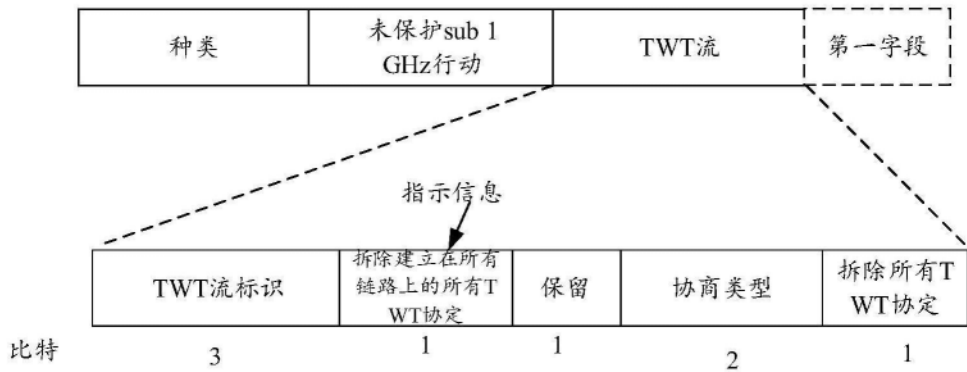 种类
未保护sub 1
GHz行动
TWT流
第一字段
指示信息
TWT流标识
拆除建立在所有
链路上的所有T
WT协定
保留
协商类型
拆除所有T
WT协定
比特
3
1
1
2
1